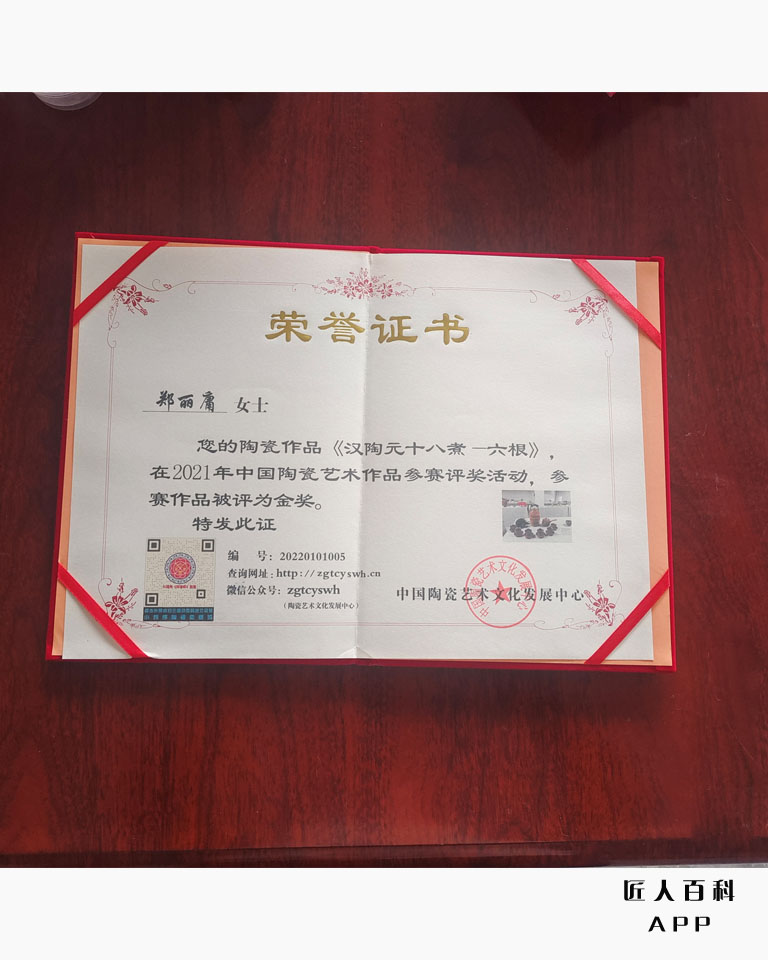 荣誉证书
郑丽庸 女士
您的陶瓷作品《汉陶元十八煮一六根》，
在2021年中国陶瓷艺术作品参赛评奖活动，参
赛作品被评为金奖。
特发此证
编 号：20220101005
查询网址：http://zgtcyswh.cn
微信公众号：zgtcyswh
（陶瓷艺术文化发展中心）
中国陶瓷艺术文化发展中心
匠人百科
APP